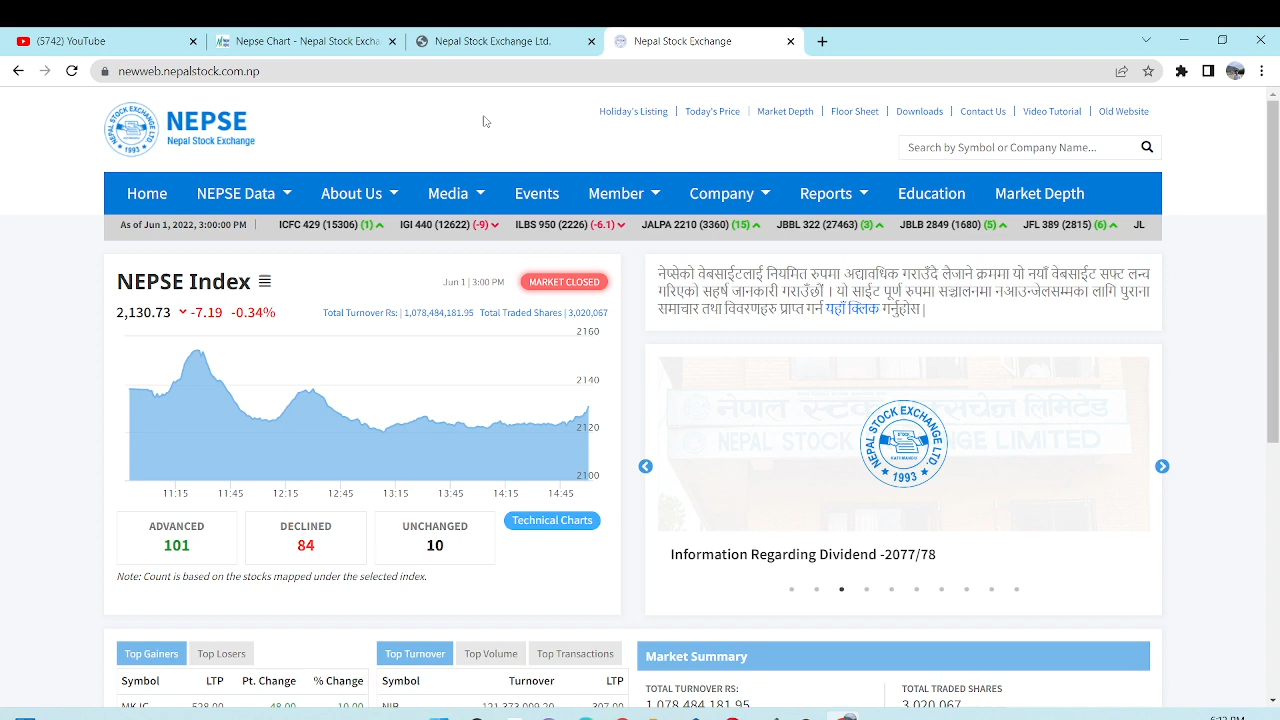 (5742) YouTube
Nepse Chart - Nepal Stock Excha
Nepal Stock Exchange Ltd.
Nepal Stock Exchange
newweb.nepalstock.com.np
NEPAL STOCK EXCHANGE LTD.
1993
NEPSE
Nepal Stock Exchange
Holiday's Listing
Today's Price
Market Depth
Floor Sheet
Downloads
Contact Us
Video Tutorial
Old Website
Search by Symbol or Company Name...
Home
NEPSE Data
About Us
Media
Events
Member
Company
Reports
Education
Market Depth
As of Jun 1, 2022, 3:00:00 PM
ICFC 429 (15306) (1)
IGI 440 (12622) (-9)
ILBS 950 (2226) (-6.1)
JALPA 2210 (3360) (15)
JBBL 322 (27463) (3)
JBLB 2849 (1680) (5)
JFL 389 (2815) (6)
JL
NEPSE Index
Jun 1 | 3:00 PM
MARKET CLOSED
2,130.73 -7.19 -0.34%
Total Turnover Rs: | 1,078,484,181.95 Total Traded Shares | 3,020,067
2160
2140
2120
2100
11:15 11:45 12:15 12:45 13:15 13:45 14:15 14:45
ADVANCED
101
DECLINED
84
UNCHANGED
10
Technical Charts
Note: Count is based on the stocks mapped under the selected index.
नेप्सेको वेबसाईटलाई नियमित रुपमा अद्यावधिक गराउँदै लेजाने क्रममा यो नयाँ वेबसाईट सफ्ट लन्च
गरिएको सहर्ष जानकारी गराउँछौं । यो साईट पूर्ण रुपमा सञ्चालनमा नआउन्जेलसम्मका लागि पुराना
समाचार तथा विवरणहरु प्राप्त गर्न यहाँ क्लिक गर्नुहोस|
नेपाल स्टक एक्सचेन्ज लिमिटेड
NEPAL STOCK EXCHANGE LIMITED
NEPAL STOCK EXCHANGE LTD.
KATHMANDU
1993
Information Regarding Dividend -2077/78
Top Gainers
Top Losers
Symbol LTP Pt. Change % Change
Top Turnover
Top Volume
Top Transactions
Symbol Turnover LTP
Market Summary
TOTAL TURNOVER RS:
1,078,484,181.95
TOTAL TRADED SHARES
3,020,067